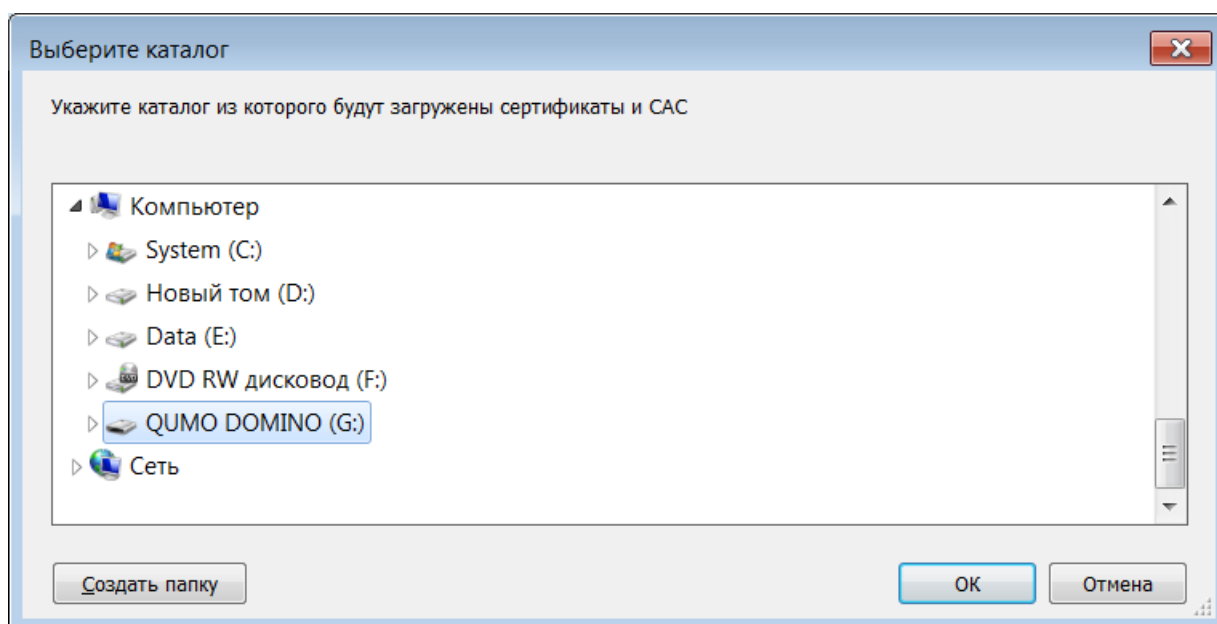 Выберите каталог
Укажите каталог из которого будут загружены сертификаты и САС
Компьютер
System (C:)
Новый том (D:)
Data (E:)
DVD RW дисковод (F:)
QUMO DOMINO (G:)
Сеть
Создать папку
ОК
Отмена